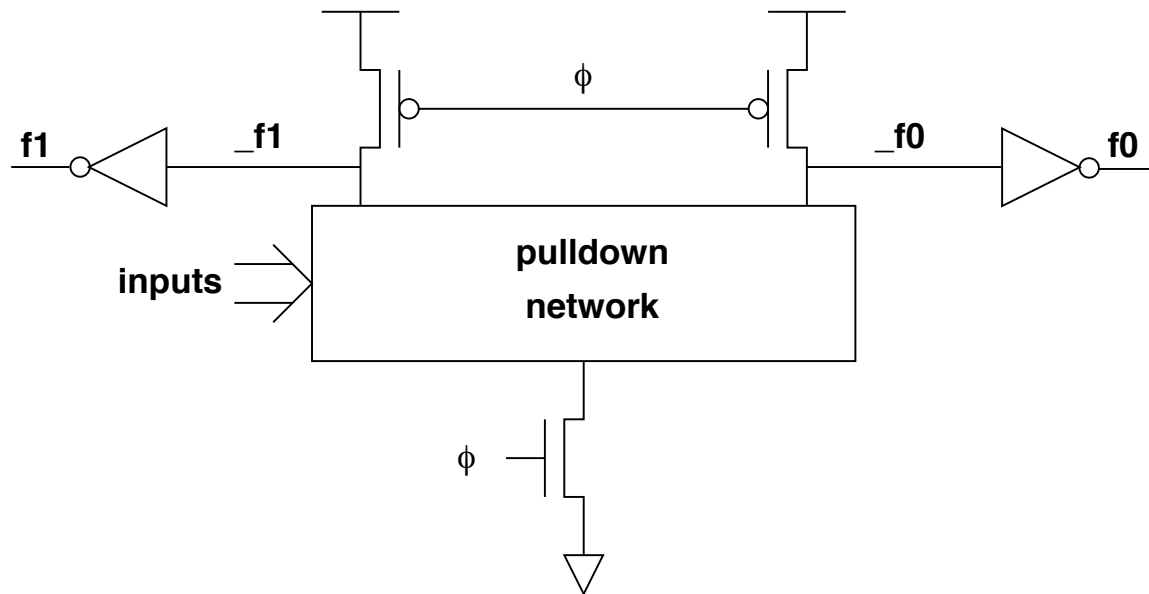 ϕ
f1
_f1
_f0
f0
inputs
pulldown
network
ϕ